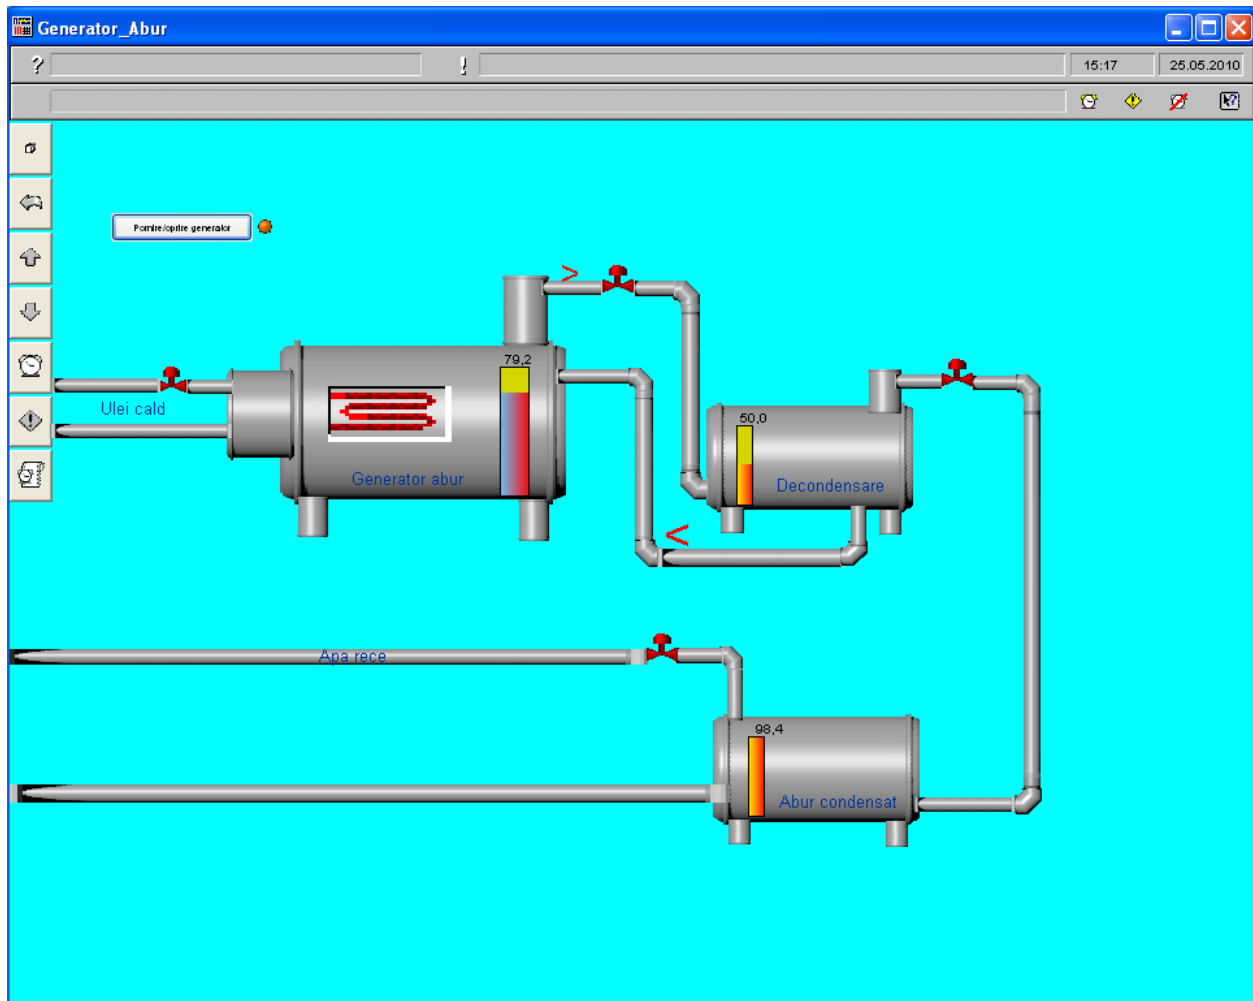 Generator_Abur
? ! 15:17 25.05.2010
Pornire/oprire generator
>
79,2
Ulei cald
50,0
Generator abur
Decondensare
<
Apa rece
98,4
Abur condensat